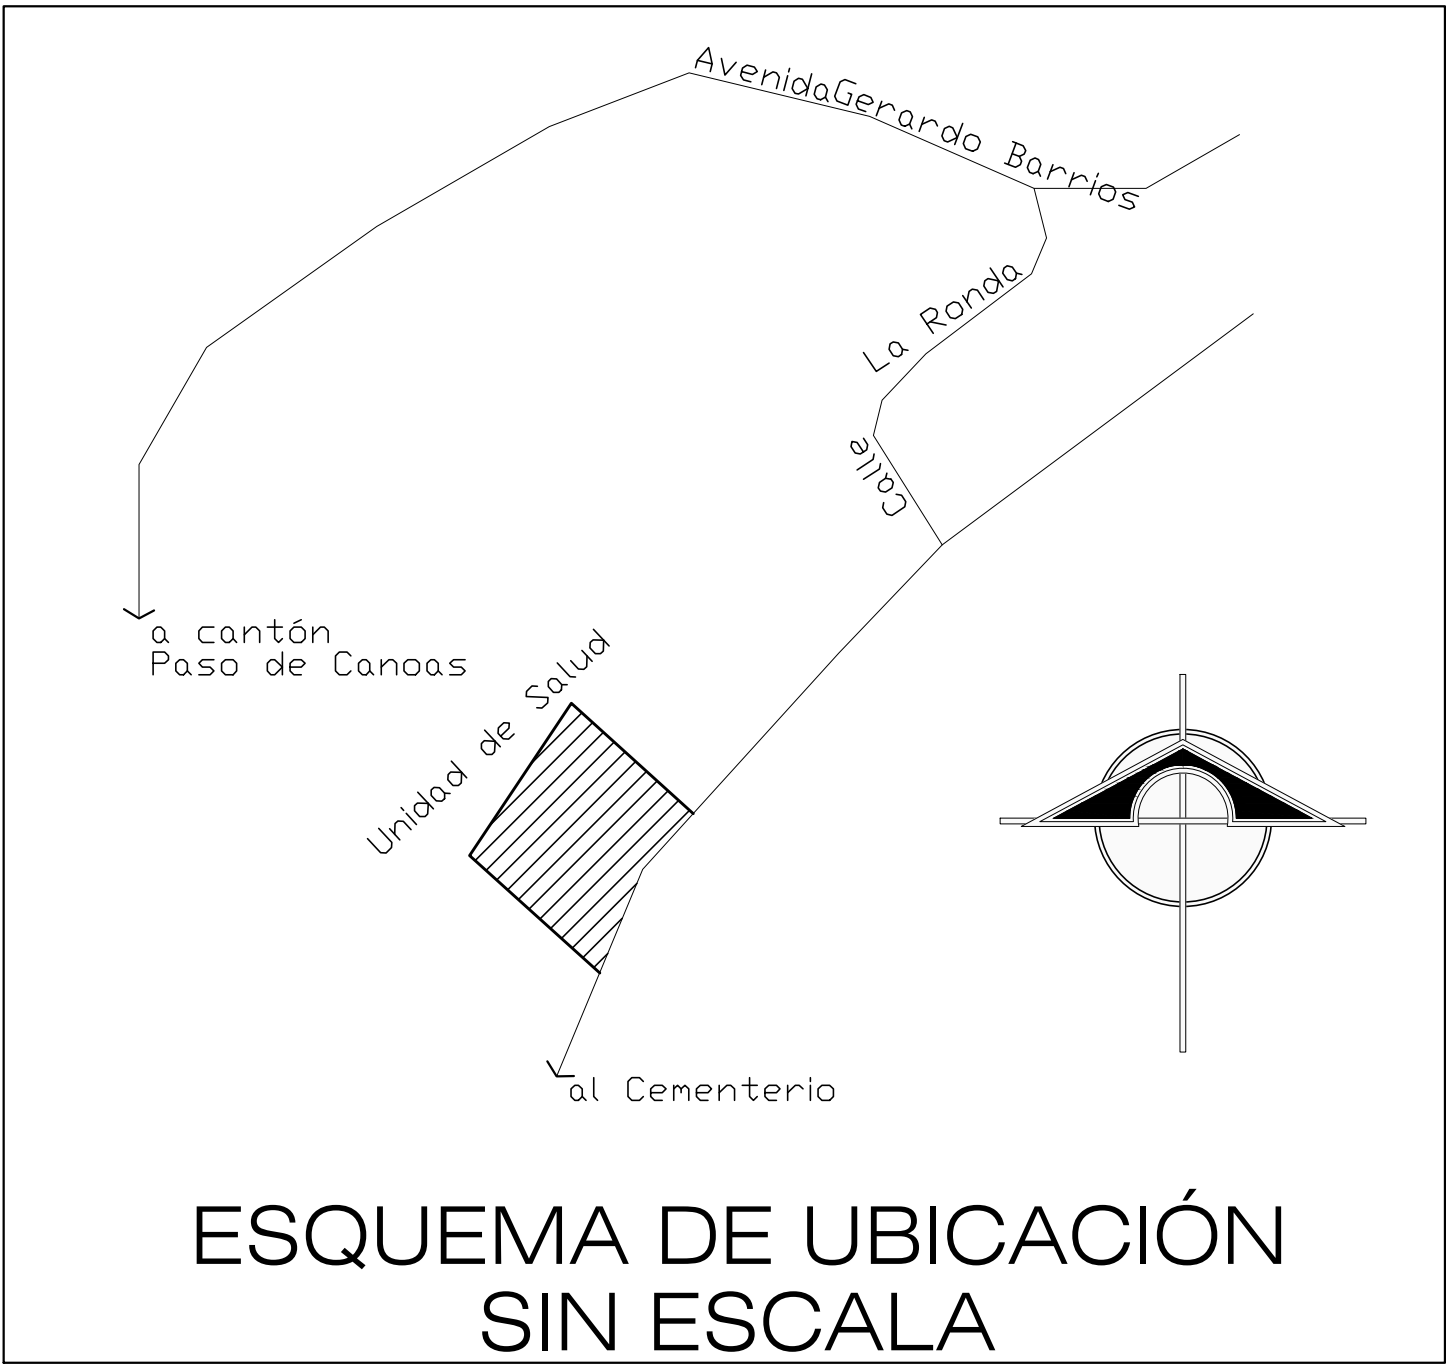 AvenidaGerardo Barrios
Calle La Ronda
a cantón
Paso de Canoas
Unidad de Salud
al Cementerio
ESQUEMA DE UBICACIÓN
SIN ESCALA